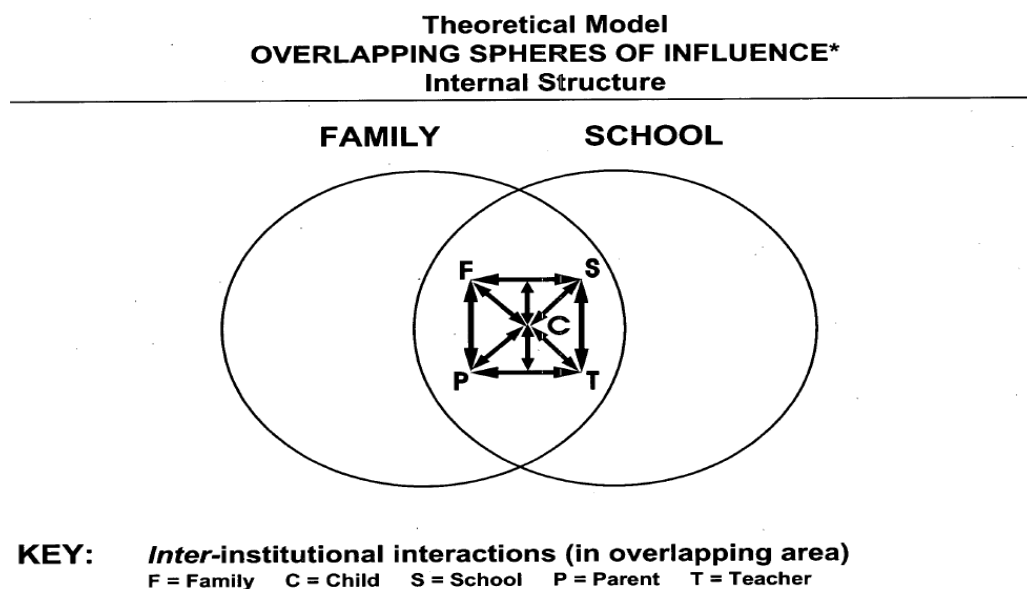 Theoretical Model
OVERLAPPING SPHERES OF INFLUENCE*
Internal Structure
FAMILY SCHOOL
F S
C
P T
KEY: Inter-institutional interactions (in overlapping area)
F = Family C = Child S = School P = Parent T = Teacher